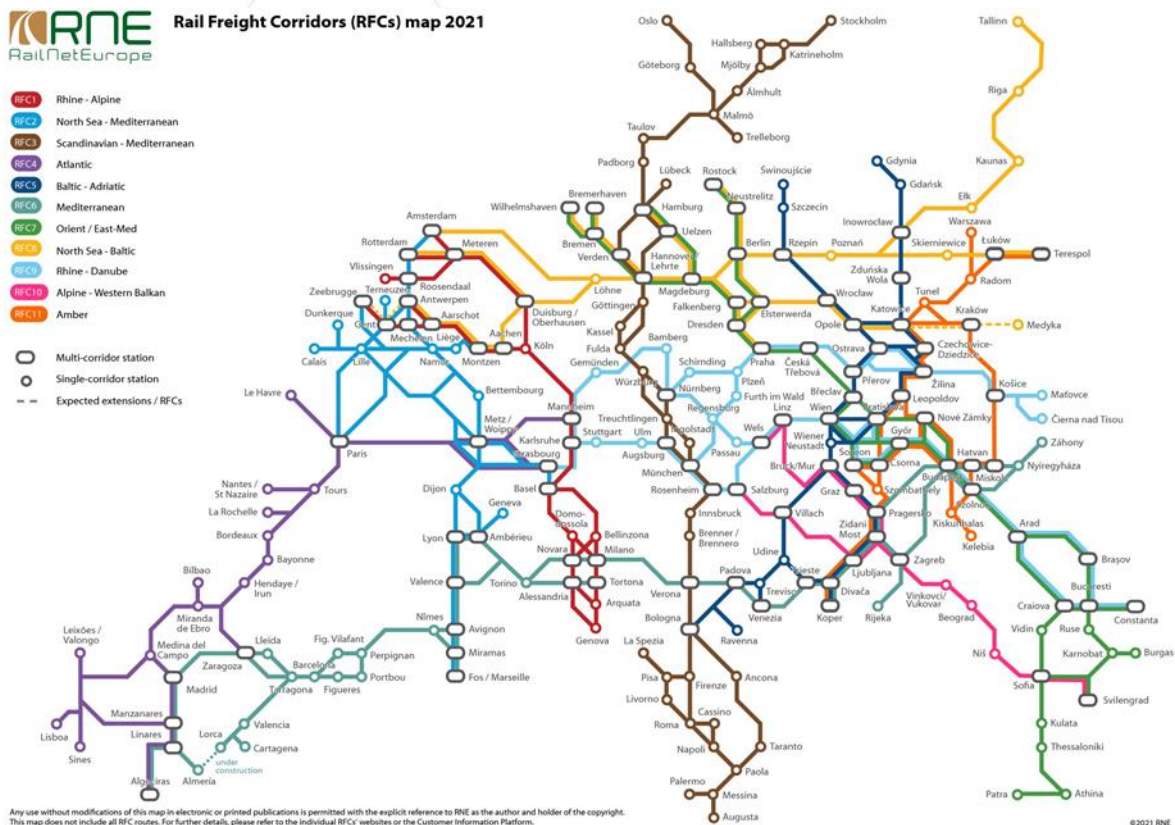 RNE
RailNetEurope
Rail Freight Corridors (RFCs) map 2021
RFC1 Rhine - Alpine
RFC2 North Sea - Mediterranean
RFC3 Scandinavian - Mediterranean
RFC4 Atlantic
RFC5 Baltic - Adriatic
RFC6 Mediterranean
RFC7 Orient / East-Med
RFC8 North Sea - Baltic
RFC9 Rhine - Danube
RFC10 Alpine - Western Balkan
RFC11 Amber
Multi-corridor station
Single-corridor station
Expected extensions / RFCs
Oslo
Stockholm
Tallinn
Hallsberg
Katrineholm
Göteborg
Mjölby
Älmhult
Riga
Malmö
Taulov
Trelleborg
Padborg
Gdynia
Kaunas
Lübeck
Rostock
Swinoujście
Gdańsk
Bremerhaven
Wilhelmshaven
Neustrelitz
Ełk
Hamburg
Szczecin
Inowrocław
Warszawa
Amsterdam
Uelzen
Bremen
Berlin
Rzepin
Poznań
Skierniewice
Łuków
Terespol
Rotterdam
Meteren
Verden
Hannover/
Lehrte
Vlissingen
Roosendaal
Magdeburg
Zduńska
Wola
Radom
Zeebrugge
Terneuzen
Antwerpen
Löhne
Göttingen
Falkenberg
Wrocław
Tunel
Dunkerque
Gent
Aarschot
Duisburg /
Oberhausen
Elsterwerda
Katowice
Kraków
Mechelen
Liège
Aachen
Kassel
Dresden
Opole
Medyka
Calais
Lille
Namur
Montzen
Köln
Fulda
Bamberg
Praha
Česká
Třebová
Ostrava
Czechowice-
Dziedzice
Gemünden
Schirnding
Přerov
Žilina
Košice
Bettembourg
Würzburg
Nürnberg
Plzeň
Břeclav
Leopoldov
Maťovce
Le Havre
Mannheim
Regensburg
Furth im Wald
Linz
Wien
Bratislava
Nové Zámky
Čierna nad Tisou
Metz /
Woippy
Karlsruhe
Treuchtlingen
Ingolstadt
Wels
Wiener
Neustadt
Győr
Záhony
Paris
Strasbourg
Stuttgart
Ulm
Augsburg
Passau
Sopron
Csorna
Hatvan
Nyíregyháza
München
Bruck/Mur
Budapest
Miskolc
Dijon
Basel
Rosenheim
Salzburg
Graz
Szombathely
Szolnok
Nantes /
St Nazaire
Tours
Geneva
Domo-
dossola
Innsbruck
Villach
Pragersko
Kiskunhalas
Arad
La Rochelle
Bordeaux
Lyon
Ambérieu
Bellinzona
Brenner /
Brennero
Zidani
Most
Kelebia
Bayonne
Novara
Milano
Udine
Zagreb
Brașov
Bilbao
Hendaye /
Irun
Valence
Torino
Tortona
Verona
Padova
Trieste
Ljubljana
Alessandria
Treviso
Divača
Vinkovci/
Vukovar
București
Miranda
de Ebro
Nîmes
Arquata
Venezia
Koper
Rijeka
Beograd
Craiova
Constanta
Leixões /
Valongo
Avignon
Genova
Bologna
Ravenna
Vidin
Ruse
Medina del
Campo
Lleida
Fig. Vilafant
La Spezia
Niš
Karnobat
Burgas
Zaragoza
Barcelona
Perpignan
Miramas
Madrid
Tarragona
Figueres
Portbou
Fos / Marseille
Pisa
Firenze
Ancona
Sofia
Svilengrad
Livorno
Manzanares
Valencia
Cassino
Lisboa
Linares
Lorca
Cartagena
Roma
Kulata
Sines
under
construction
Napoli
Taranto
Thessaloniki
Algeciras
Almería
Paola
Palermo
Messina
Patra
Athina
Augusta
Any use without modifications of this map in electronic or printed publications is permitted with the explicit reference to RNE as the author and holder of the copyright.
This map does not include all RFC routes. For further details, please refer to the individual RFCs' websites or the Customer Information Platform.
©2021 RNE